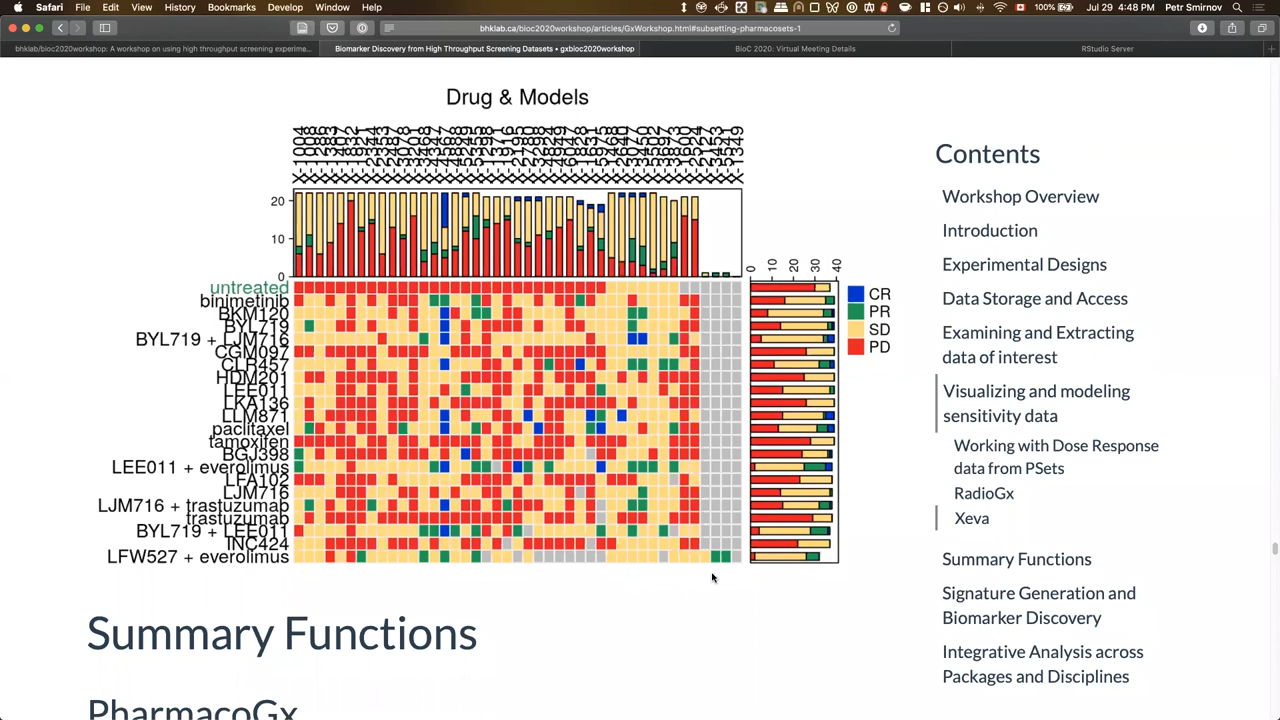 Safari File Edit View History Bookmarks Develop Window Help
100% Jul 29 4:48 PM Petr Smirnov
bhklab.ca/bioc2020workshop/articles/GxWorkshop.html#subsetting-pharmacosets-1
bhklab/bioc2020workshop: A workshop on using high throughput screening experime...
Biomarker Discovery from High Throughput Screening Datasets • gxbioc2020workshop
BioC 2020: Virtual Meeting Details
RStudio Server
Drug & Models
20
10
0
0 10 20 30 40
untreated
binimetinib
BKM120
BYL719
BYL719 + LJM716
CGM097
CLR457
HDM201
LEE011
LKA136
LLM871
paclitaxel
tamoxifen
BGJ398
LEE011 + everolimus
LFA102
LJM716
LJM716 + trastuzumab
trastuzumab
BYL719 + LEE011
INC424
LFW527 + everolimus
CR
PR
SD
PD
Summary Functions
PharmacoGx
Contents
Workshop Overview
Introduction
Experimental Designs
Data Storage and Access
Examining and Extracting
data of interest
Visualizing and modeling
sensitivity data
Working with Dose Response
data from PSets
RadioGx
Xeva
Summary Functions
Signature Generation and
Biomarker Discovery
Integrative Analysis across
Packages and Disciplines